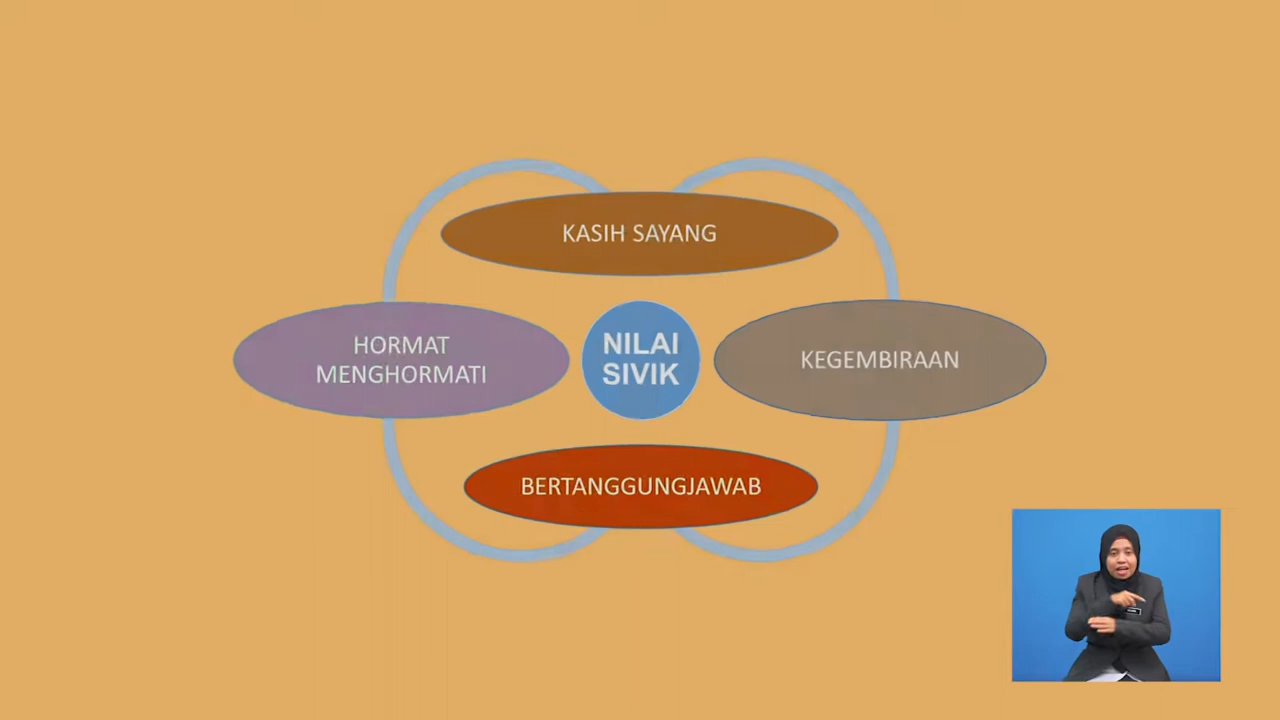 KASIH SAYANG
HORMAT
MENGHORMATI
NILAI
SIVIK
KEGEMBIRAAN
BERTANGGUNGJAWAB